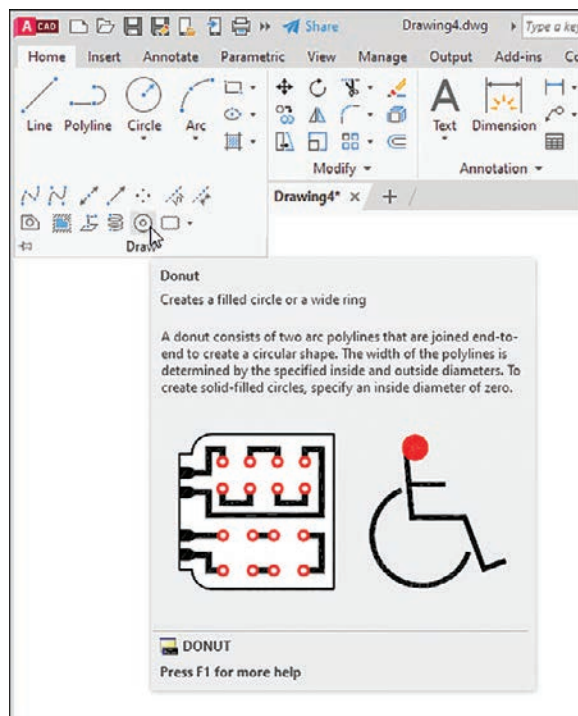 A CAD Share Drawing4.dwg Type a key
Home Insert Annotate Parametric View Manage Output Add-ins Co
Line Polyline Circle Arc Text Dimension
Modify Annotation
Drawing4*
Draw
Donut
Creates a filled circle or a wide ring
A donut consists of two arc polylines that are joined end-to-
end to create a circular shape. The width of the polylines is
determined by the specified inside and outside diameters. To
create solid-filled circles, specify an inside diameter of zero.
DONUT
Press F1 for more help